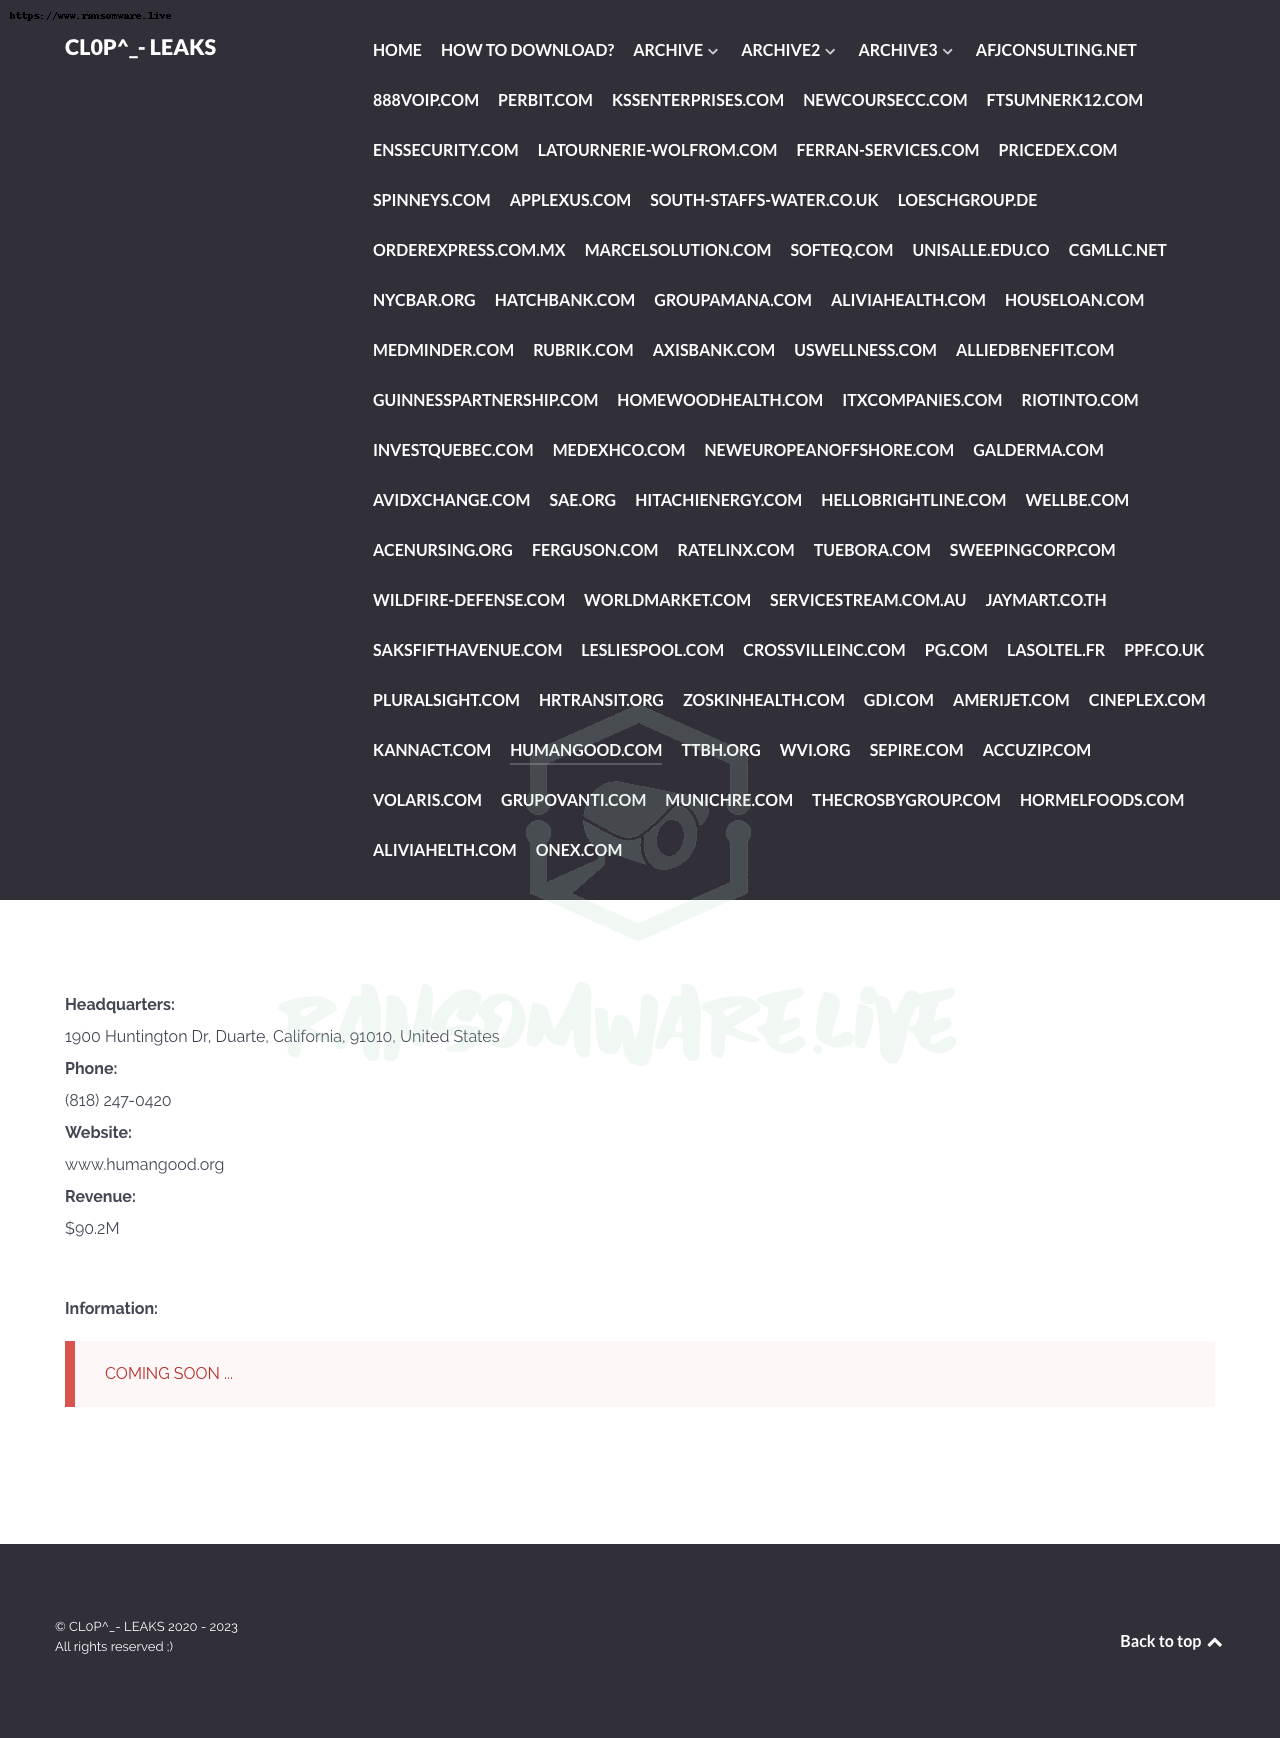 https://www.ransomware.live
CL0P^_- LEAKS
HOME HOW TO DOWNLOAD? ARCHIVE ARCHIVE2 ARCHIVE3 AFJCONSULTING.NET
888VOIP.COM PERBIT.COM KSSENTERPRISES.COM NEWCOURSECC.COM FTSUMNERK12.COM
ENSSECURITY.COM LATOURNERIE-WOLFROM.COM FERRAN-SERVICES.COM PRICEDEX.COM
SPINNEYS.COM APPLEXUS.COM SOUTH-STAFFS-WATER.CO.UK LOESCHGROUP.DE
ORDEREXPRESS.COM.MX MARCELSOLUTION.COM SOFTEQ.COM UNISALLE.EDU.CO CGMLLC.NET
NYCBAR.ORG HATCHBANK.COM GROUPAMANA.COM ALIVIAHEALTH.COM HOUSELOAN.COM
MEDMINDER.COM RUBRIK.COM AXISBANK.COM USWELLNESS.COM ALLIEDBENEFIT.COM
GUINNESSPARTNERSHIP.COM HOMEWOODHEALTH.COM ITXCOMPANIES.COM RIOTINTO.COM
INVESTQUEBEC.COM MEDEXHCO.COM NEWEUROPEANOFFSHORE.COM GALDERMA.COM
AVIDXCHANGE.COM SAE.ORG HITACHIENERGY.COM HELLOBRIGHTLINE.COM WELLBE.COM
ACENURSING.ORG FERGUSON.COM RATELINX.COM TUEBORA.COM SWEEPINGCORP.COM
WILDFIRE-DEFENSE.COM WORLDMARKET.COM SERVICESTREAM.COM.AU JAYMART.CO.TH
SAKSFIFTHAVENUE.COM LESLIESPOOL.COM CROSSVILLEINC.COM PG.COM LASOLTEL.FR PPF.CO.UK
PLURALSIGHT.COM HRTRANSIT.ORG ZOSKINHEALTH.COM GDI.COM AMERIJET.COM CINEPLEX.COM
KANNACT.COM HUMANGOOD.COM TTBH.ORG WVI.ORG SEPIRE.COM ACCUZIP.COM
VOLARIS.COM GRUPOVANTI.COM MUNICHRE.COM THECROSBYGROUP.COM HORMELFOODS.COM
ALIVIAHELTH.COM ONEX.COM
Headquarters:
RANSOMWARE.LIVE
1900 Huntington Dr, Duarte, California, 91010, United States
Phone:
(818) 247-0420
Website:
www.humangood.org
Revenue:
$90.2M
Information:
COMING SOON ...
© CL0P^_- LEAKS 2020 - 2023
All rights reserved ;)
Back to top